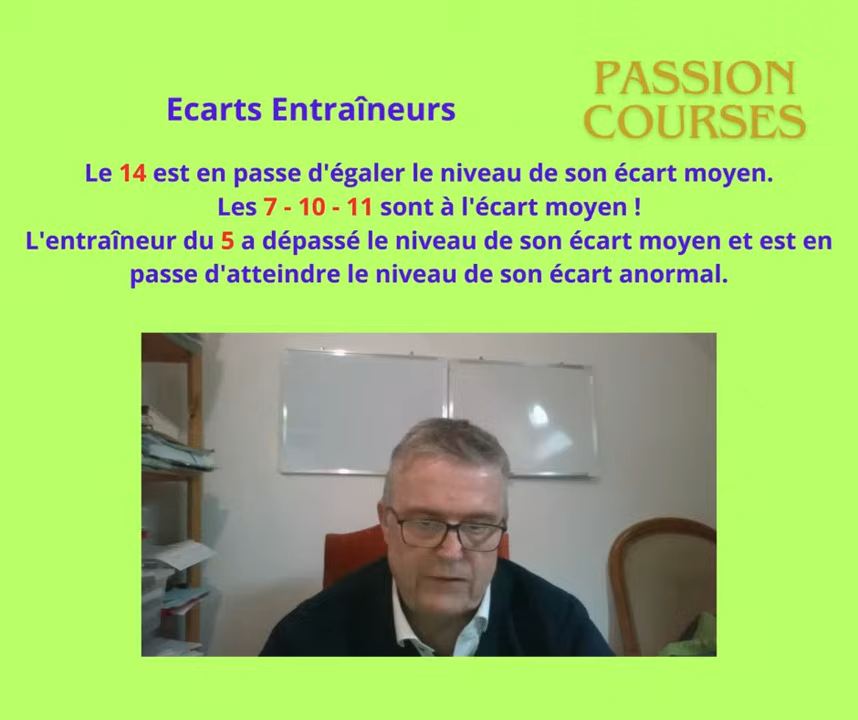 PASSION
COURSES
Ecarts Entraîneurs
Le 14 est en passe d'égaler le niveau de son écart moyen.
Les 7 - 10 - 11 sont à l'écart moyen !
L'entraîneur du 5 a dépassé le niveau de son écart moyen et est en
passe d'atteindre le niveau de son écart anormal.